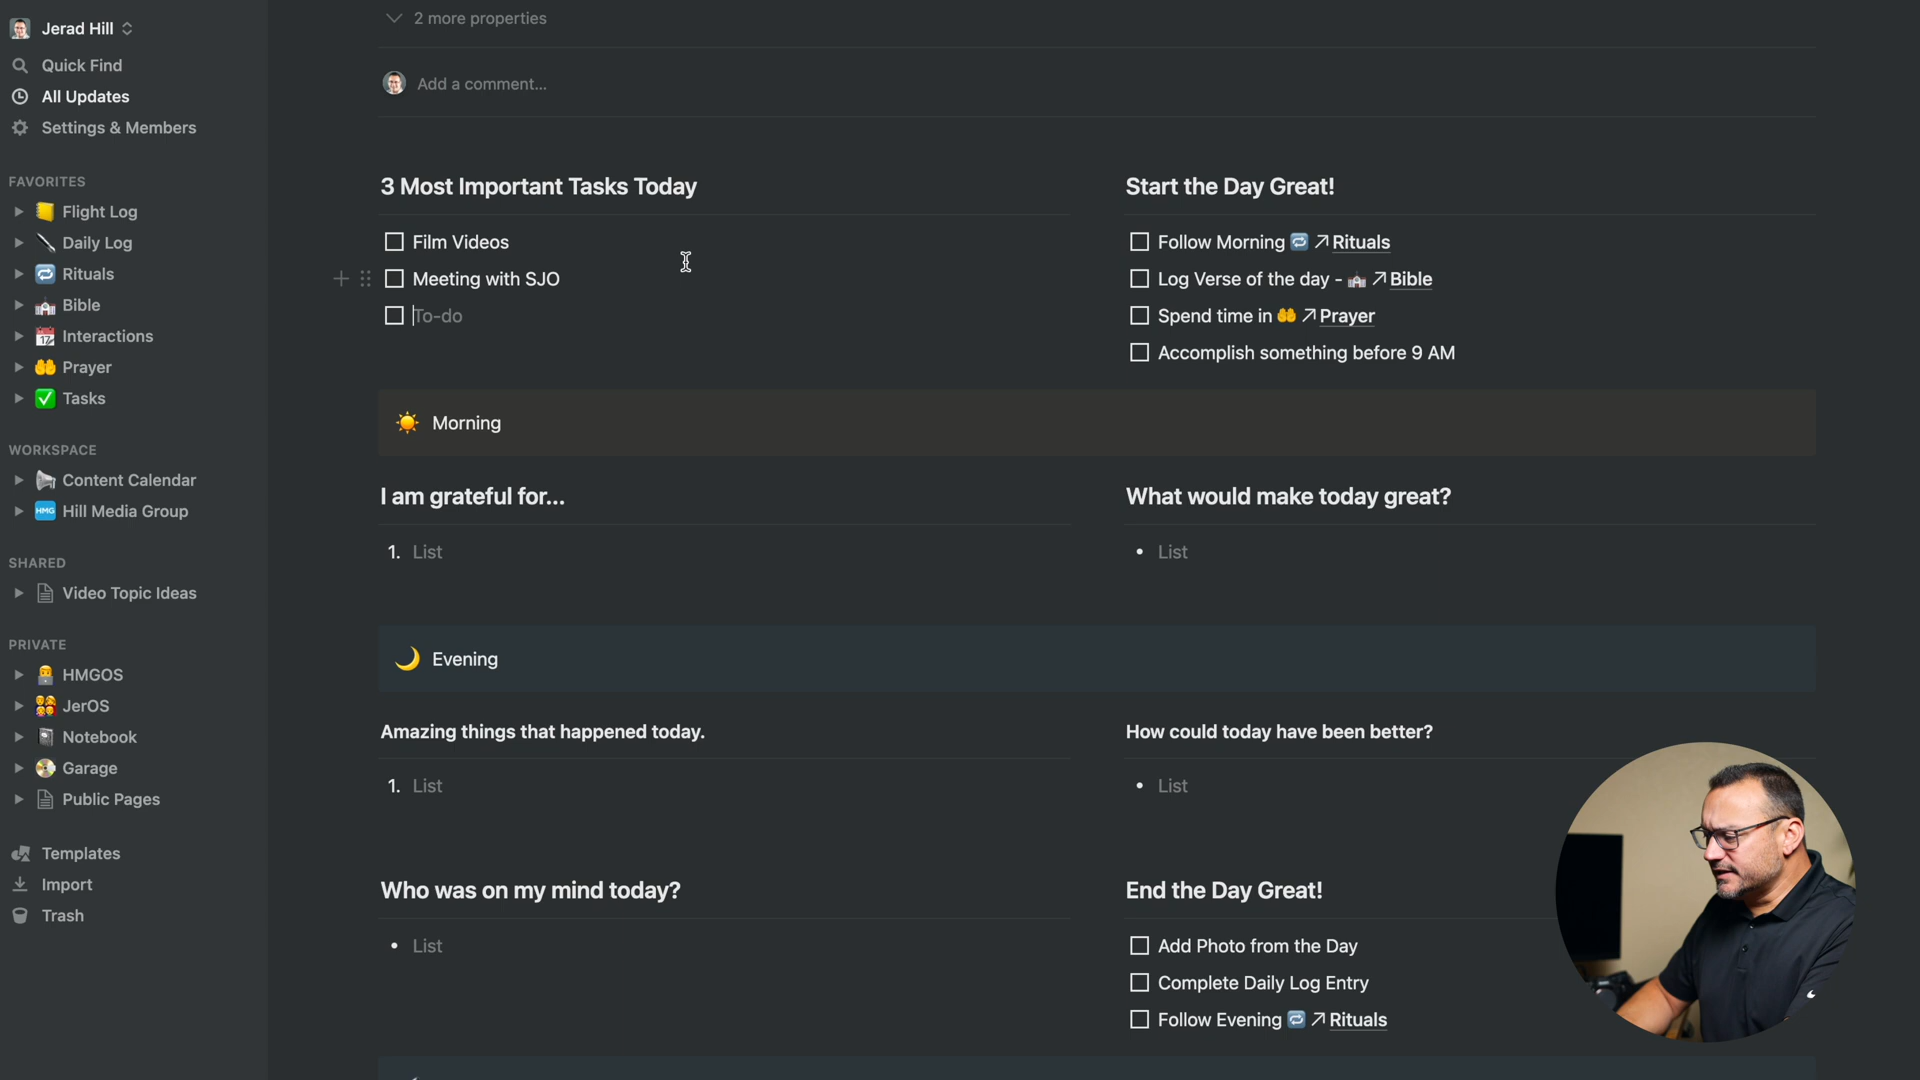 Jerad Hill
Quick Find
All Updates
Settings & Members
FAVORITES
Flight Log
Daily Log
Rituals
Bible
Interactions
Prayer
Tasks
WORKSPACE
Content Calendar
HMG Hill Media Group
SHARED
Video Topic Ideas
PRIVATE
HMGOS
JerOS
Notebook
Garage
Public Pages
Templates
Import
Trash
2 more properties
Add a comment...
3 Most Important Tasks Today
Film Videos
Meeting with SJO
To-do
Start the Day Great!
Follow Morning Rituals
Log Verse of the day - Bible
Spend time in Prayer
Accomplish something before 9 AM
Morning
I am grateful for...
1. List
What would make today great?
• List
Evening
Amazing things that happened today.
1. List
How could today have been better?
• List
Who was on my mind today?
• List
End the Day Great!
Add Photo from the Day
Complete Daily Log Entry
Follow Evening Rituals